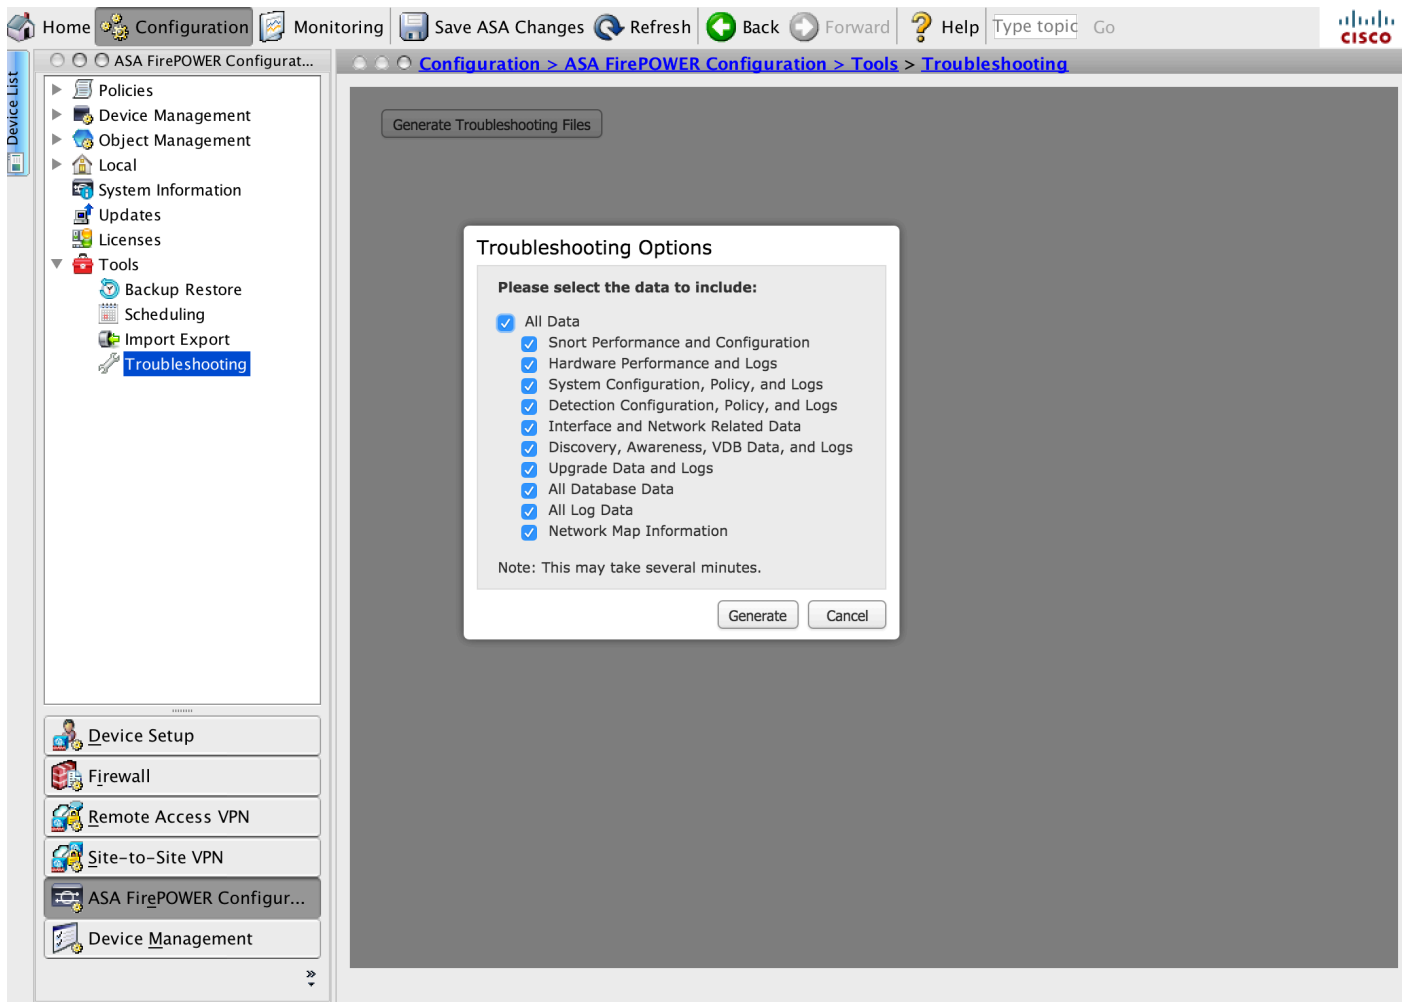 Home Configuration Monitoring Save ASA Changes Refresh Back Forward Help Type topic Go
CISCO
Device List
ASA FirePOWER Configurat...
Configuration > ASA FirePOWER Configuration > Tools > Troubleshooting
Policies
Device Management
Object Management
Local
System Information
Updates
Licenses
Tools
Backup Restore
Scheduling
Import Export
Troubleshooting
Generate Troubleshooting Files
Troubleshooting Options
Please select the data to include:
All Data
Snort Performance and Configuration
Hardware Performance and Logs
System Configuration, Policy, and Logs
Detection Configuration, Policy, and Logs
Interface and Network Related Data
Discovery, Awareness, VDB Data, and Logs
Upgrade Data and Logs
All Database Data
All Log Data
Network Map Information
Note: This may take several minutes.
Generate Cancel
Device Setup
Firewall
Remote Access VPN
Site-to-Site VPN
ASA FirePOWER Configur...
Device Management